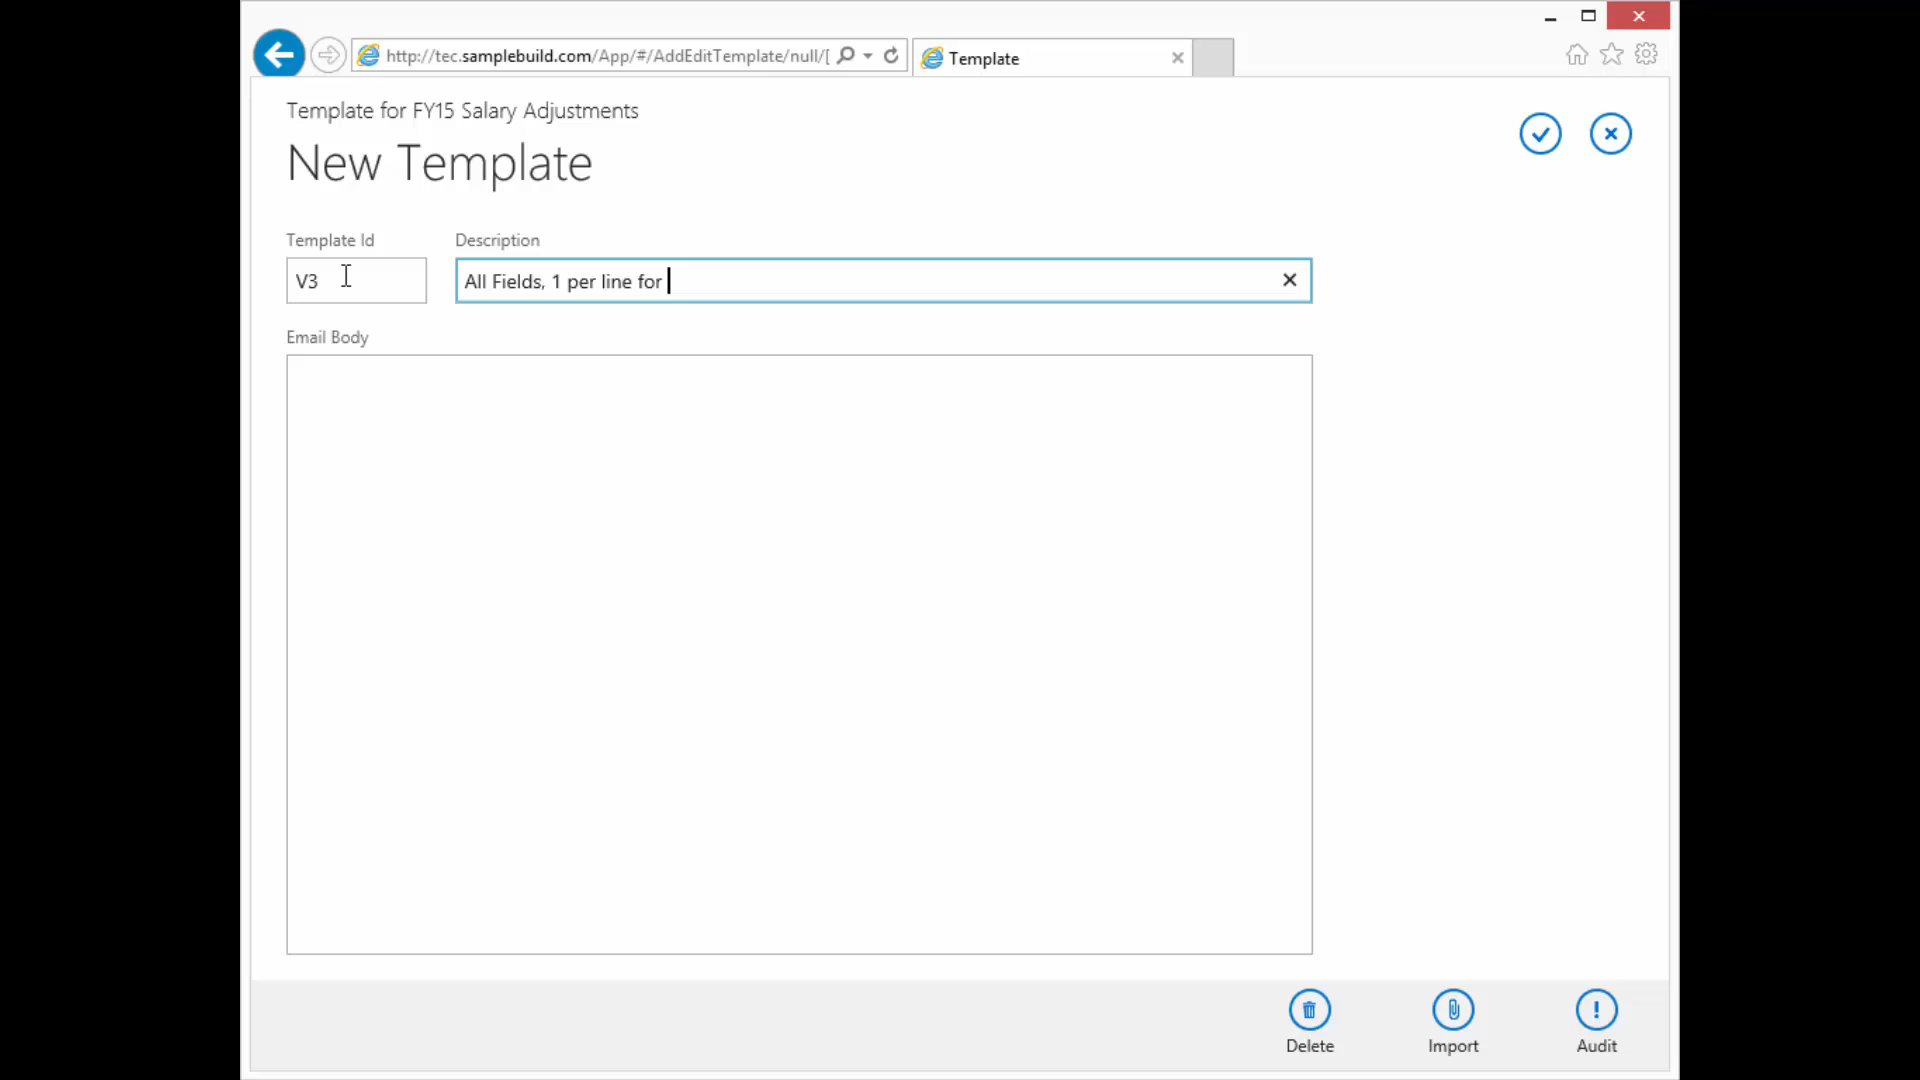 http://tec.samplebuild.com/App/#/AddEditTemplate/null/[
Template
Template for FY15 Salary Adjustments
New Template
Template Id
Description
V3
All Fields, 1 per line for
Email Body
Delete
Import
Audit